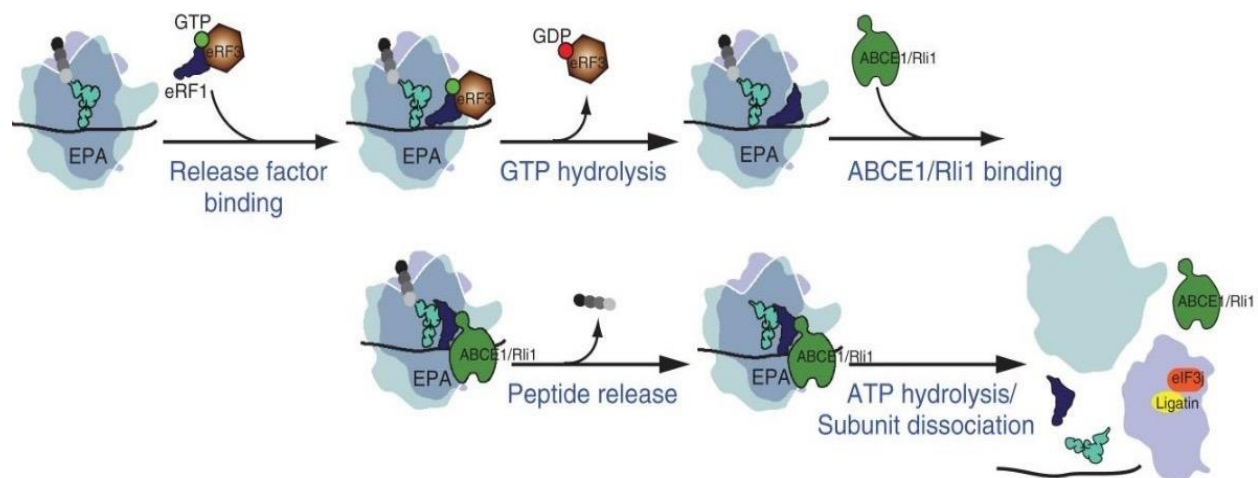 GTP
eRF3
eRF1
EPA
Release factor
binding
eRF3
EPA
GDP
eRF3
GTP hydrolysis
EPA
ABCE1/Rli1
ABCE1/Rli1 binding
ABCE1/Rli1
EPA
Peptide release
ABCE1/Rli1
EPA
ATP hydrolysis/
Subunit dissociation
ABCE1/Rli1
eIF3j
Ligatin